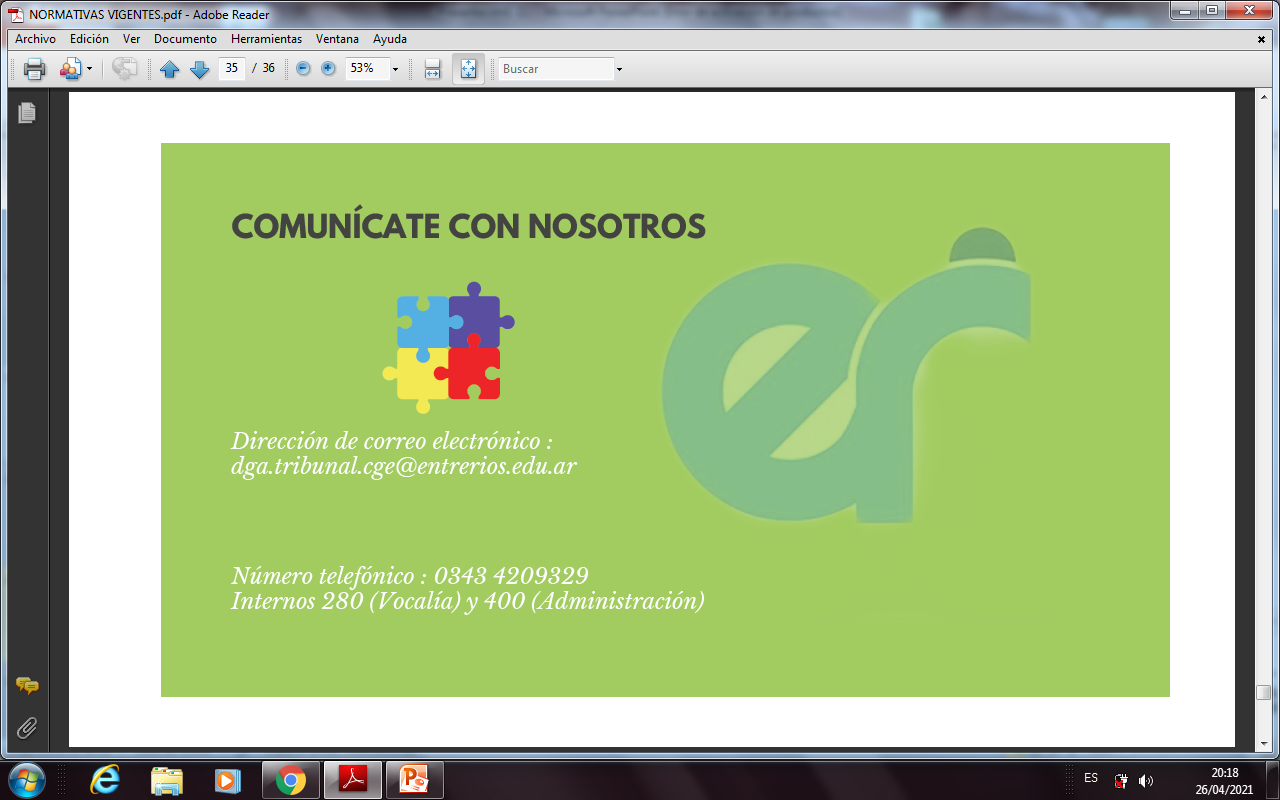 NORMATIVAS VIGENTES.pdf - Adobe Reader
Archivo Edición Ver Documento Herramientas Ventana Ayuda
35 / 36 53% Buscar
COMUNÍCATE CON NOSOTROS
er
Dirección de correo electrónico :
dga.tribunal.cge@entrerios.edu.ar
Número telefónico : 0343 4209329
Internos 280 (Vocalía) y 400 (Administración)
ES
20:18
26/04/2021